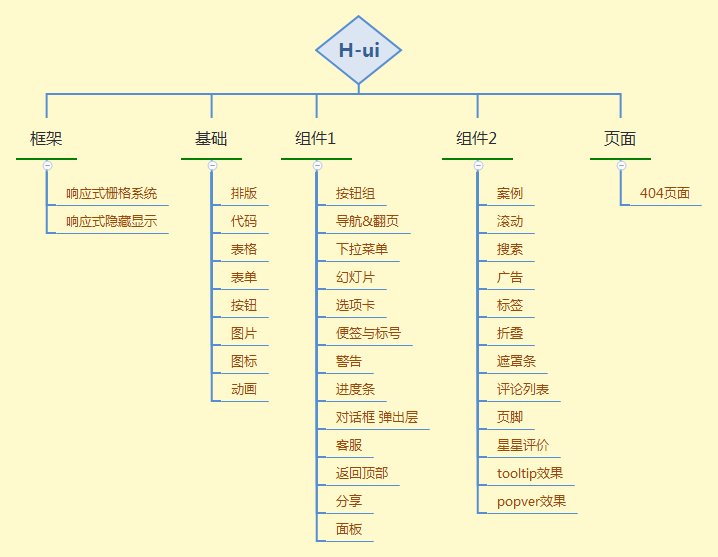 H-ui
框架
响应式栅格系统
响应式隐藏显示
基础
排版
代码
表格
表单
按钮
图片
图标
动画
组件1
按钮组
导航&翻页
下拉菜单
幻灯片
选项卡
便签与标号
警告
进度条
对话框 弹出层
客服
返回顶部
分享
面板
组件2
案例
滚动
搜索
广告
标签
折叠
遮罩条
评论列表
页脚
星星评价
tooltip效果
popver效果
页面
404页面